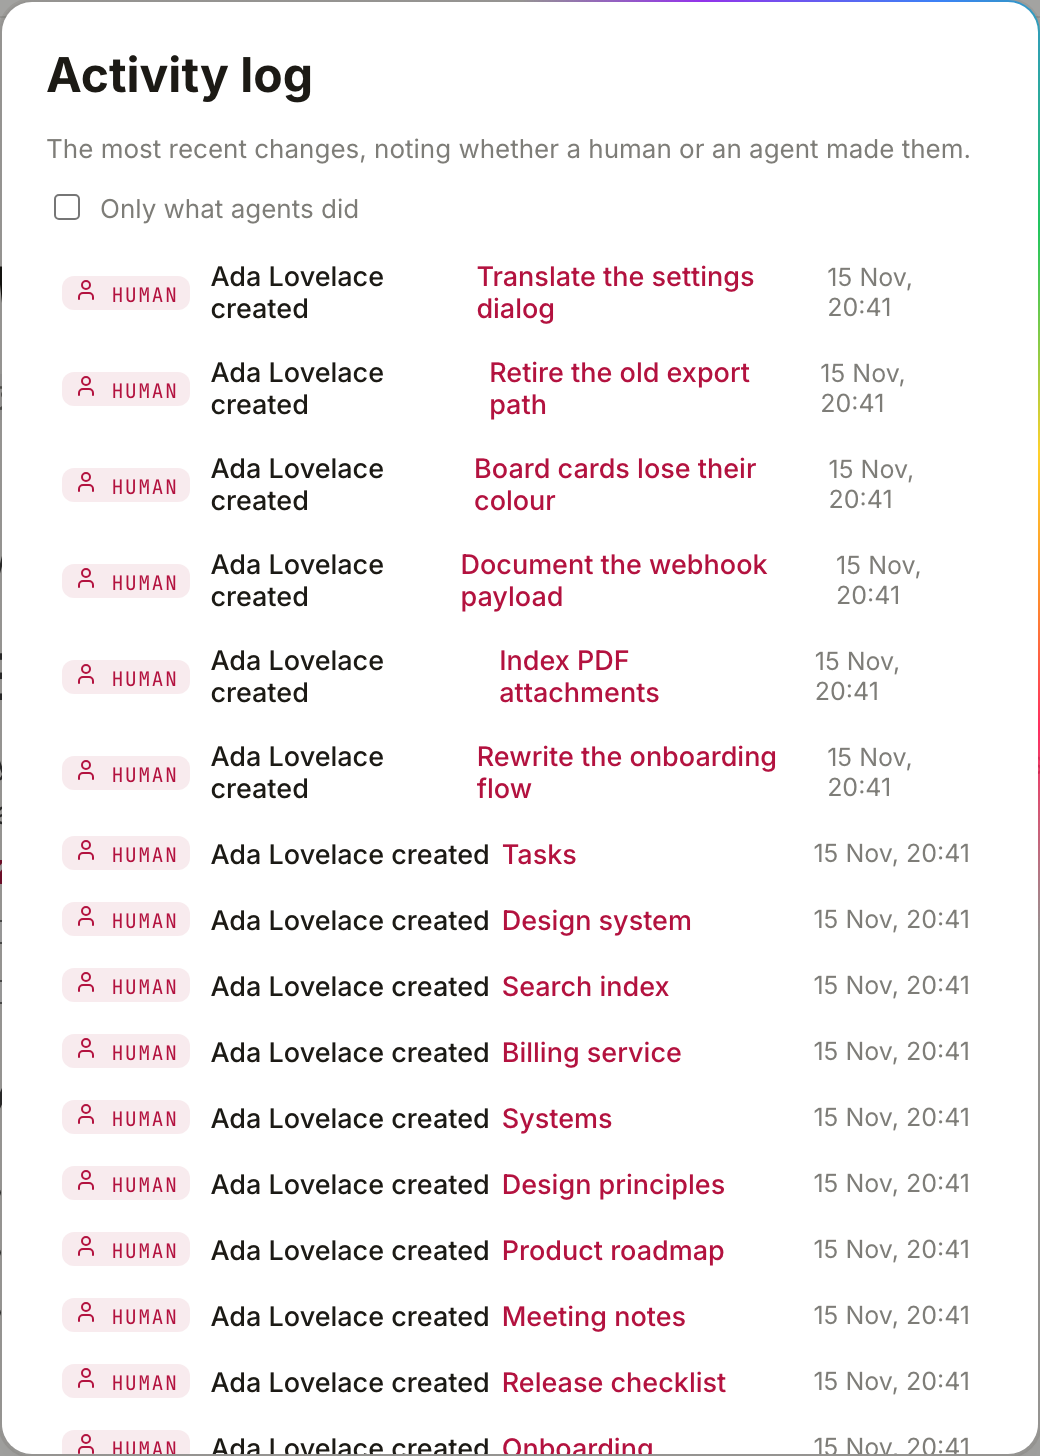 Activity log
The most recent changes, noting whether a human or an agent made them.
Only what agents did
HUMAN Ada Lovelace created Translate the settings dialog 15 Nov, 20:41
HUMAN Ada Lovelace created Retire the old export path 15 Nov, 20:41
HUMAN Ada Lovelace created Board cards lose their colour 15 Nov, 20:41
HUMAN Ada Lovelace created Document the webhook payload 15 Nov, 20:41
HUMAN Ada Lovelace created Index PDF attachments 15 Nov, 20:41
HUMAN Ada Lovelace created Rewrite the onboarding flow 15 Nov, 20:41
HUMAN Ada Lovelace created Tasks 15 Nov, 20:41
HUMAN Ada Lovelace created Design system 15 Nov, 20:41
HUMAN Ada Lovelace created Search index 15 Nov, 20:41
HUMAN Ada Lovelace created Billing service 15 Nov, 20:41
HUMAN Ada Lovelace created Systems 15 Nov, 20:41
HUMAN Ada Lovelace created Design principles 15 Nov, 20:41
HUMAN Ada Lovelace created Product roadmap 15 Nov, 20:41
HUMAN Ada Lovelace created Meeting notes 15 Nov, 20:41
HUMAN Ada Lovelace created Release checklist 15 Nov, 20:41
HUMAN Ada Lovelace created Onboarding 15 Nov, 20:41